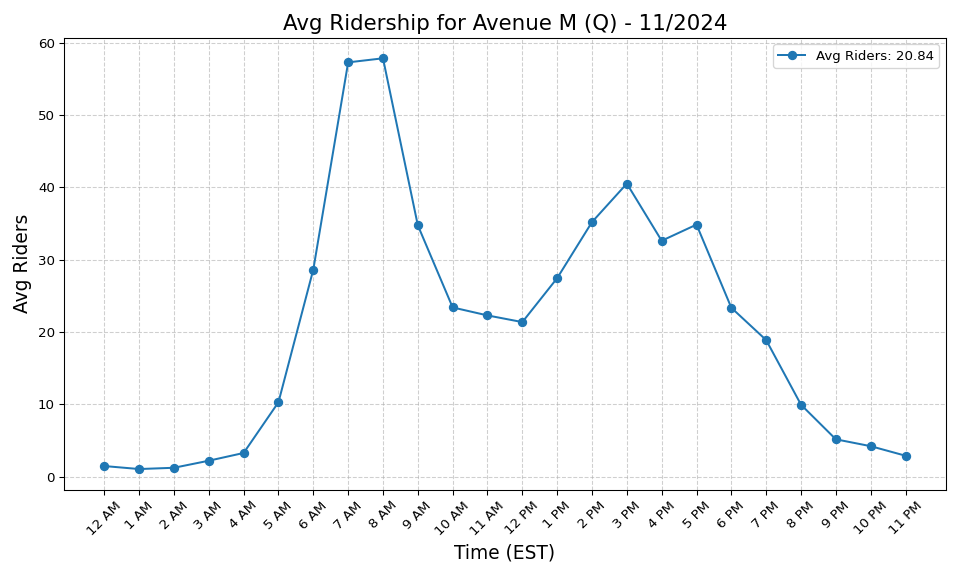 Avg Ridership for Avenue M (Q) - 11/2024
Avg Riders: 20.84
Avg Riders
60
50
40
30
20
10
0
12 AM
1 AM
2 AM
3 AM
4 AM
5 AM
6 AM
7 AM
8 AM
9 AM
10 AM
11 AM
12 PM
1 PM
2 PM
3 PM
4 PM
5 PM
6 PM
7 PM
8 PM
9 PM
10 PM
11 PM
Time (EST)